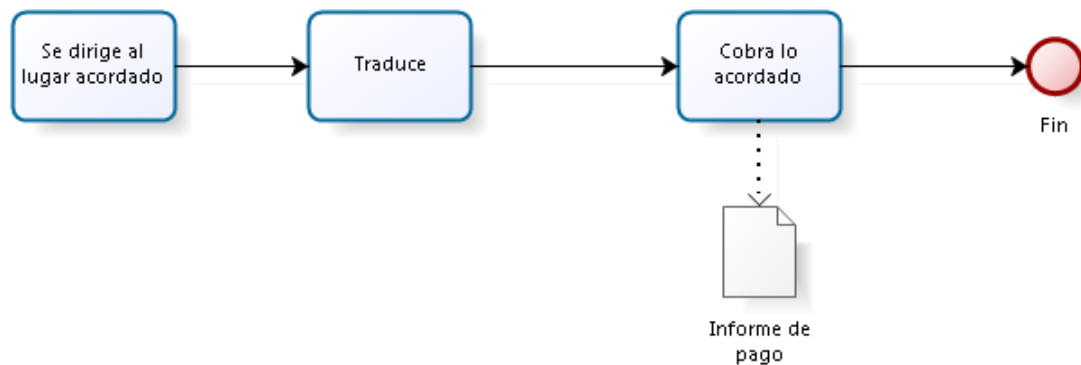 Se dirige al
lugar acordado
Traduce
Cobra lo
acordado
Fin
Informe de
pago